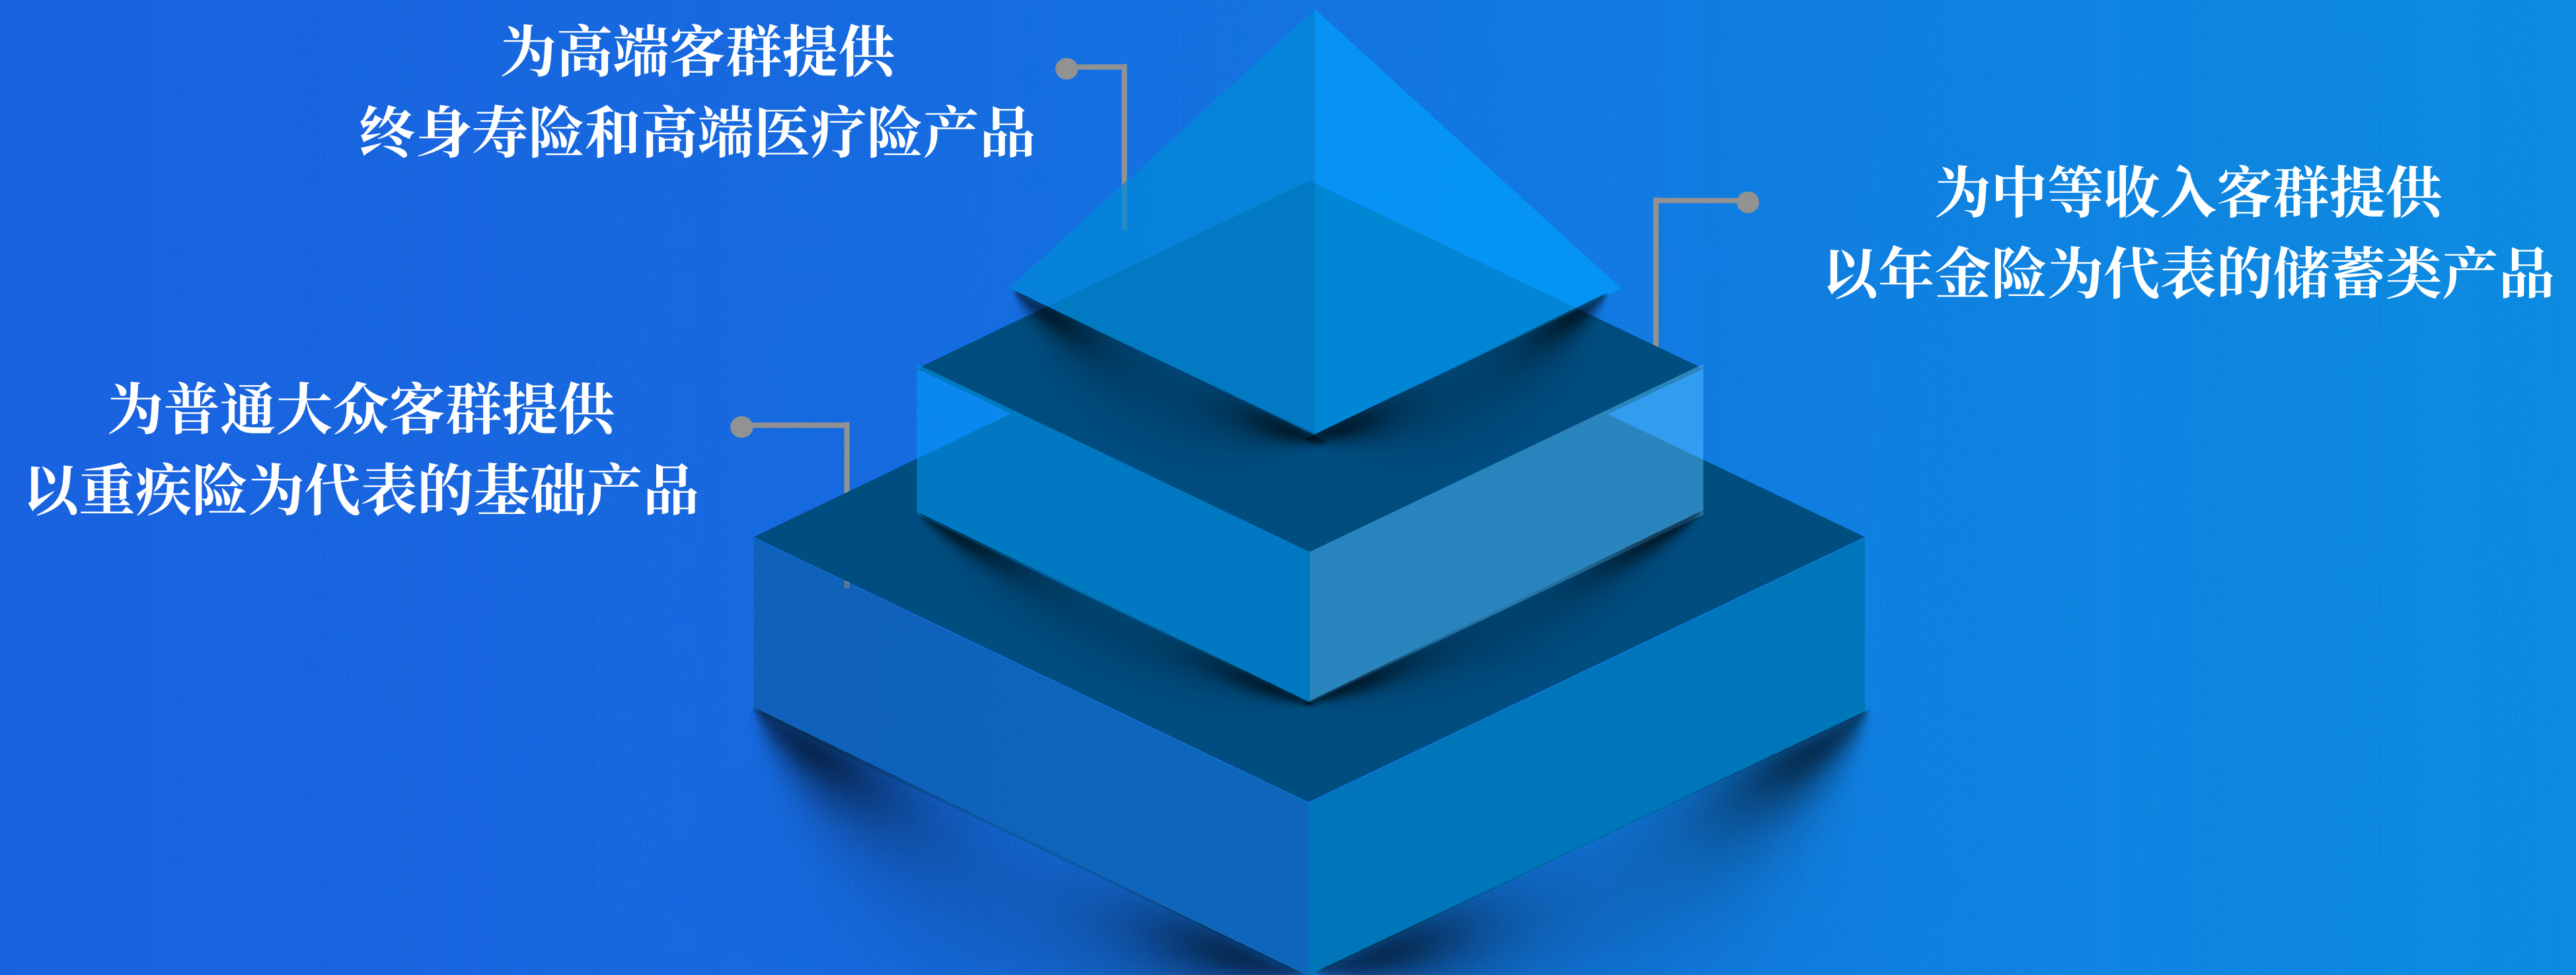 为高端客群提供
终身寿险和高端医疗险产品
为中等收入客群提供
以年金险为代表的储蓄类产品
为普通大众客群提供
以重疾险为代表的基础产品